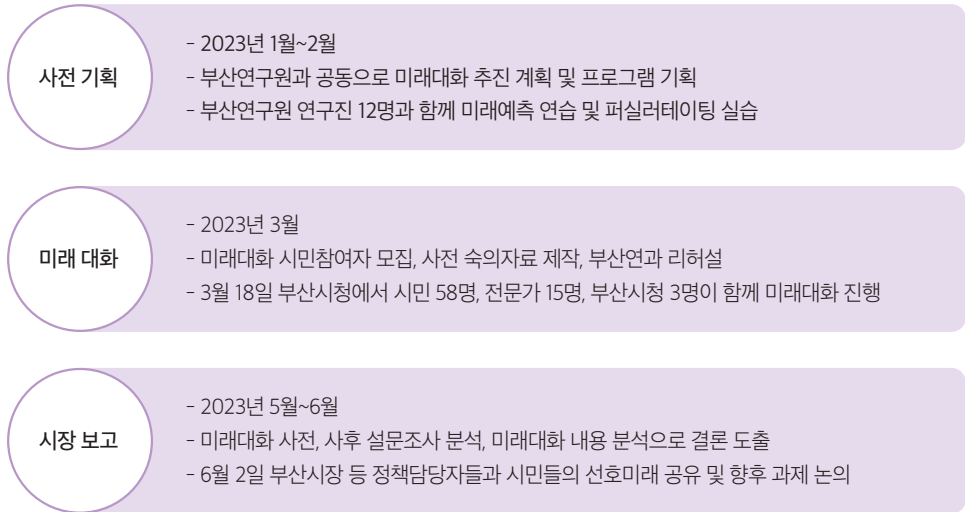 사전 기획
- 2023년 1월~2월
- 부산연구원과 공동으로 미래대화 추진 계획 및 프로그램 기획
- 부산연구원 연구진 12명과 함께 미래예측 연습 및 퍼실러테이팅 실습
미래 대화
- 2023년 3월
- 미래대화 시민참여자 모집, 사전 숙의자료 제작, 부산연과 리허설
- 3월 18일 부산시청에서 시민 58명, 전문가 15명, 부산시청 3명이 함께 미래대화 진행
시장 보고
- 2023년 5월~6월
- 미래대화 사전, 사후 설문조사 분석, 미래대화 내용 분석으로 결론 도출
- 6월 2일 부산시장 등 정책담당자들과 시민들의 선호미래 공유 및 향후 과제 논의